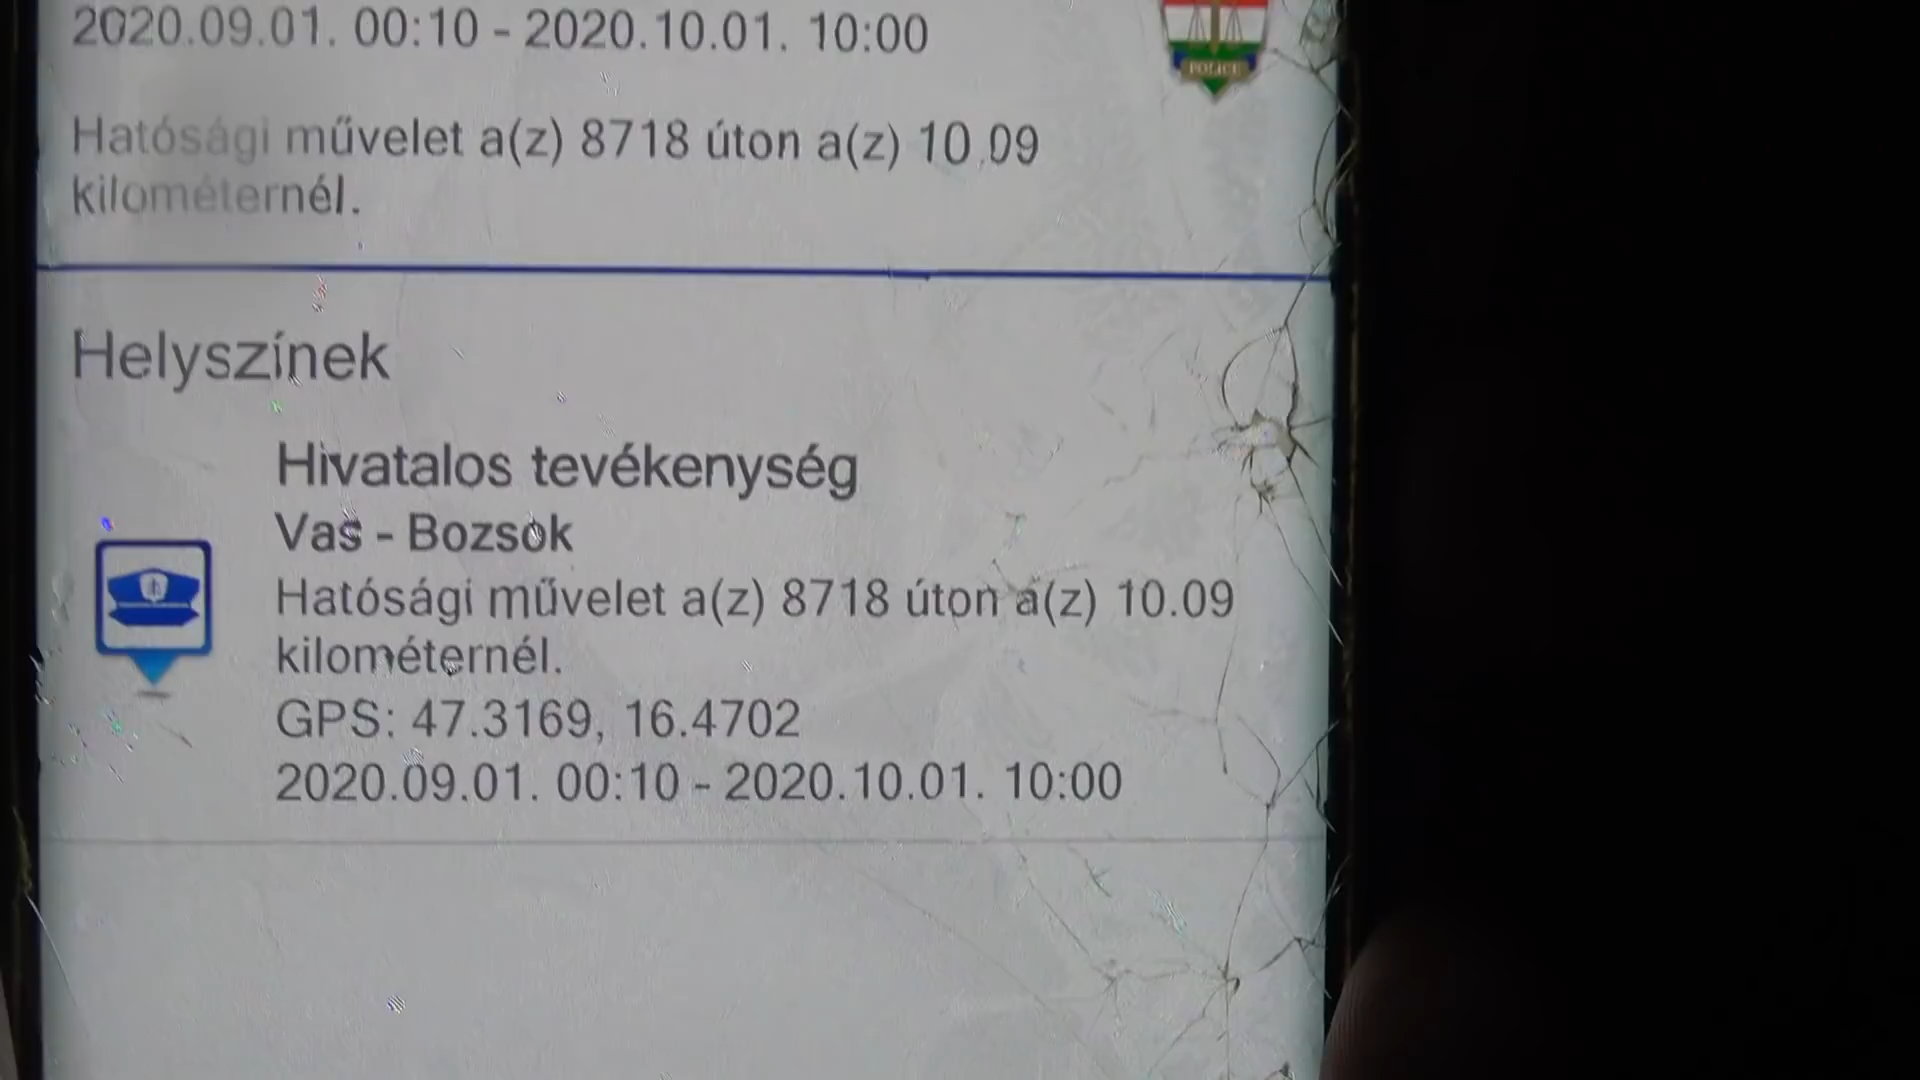 2020.09.01. 00:10 - 2020.10.01. 10:00
POLICE
Hatósági művelet a(z) 8718 úton a(z) 10.09
kilométernél.
Helyszínek
Hivatalos tevékenység
Vas - Bozsok
Hatósági művelet a(z) 8718 úton a(z) 10.09
kilométernél.
GPS: 47.3169, 16.4702
2020.09.01. 00:10 - 2020.10.01. 10:00